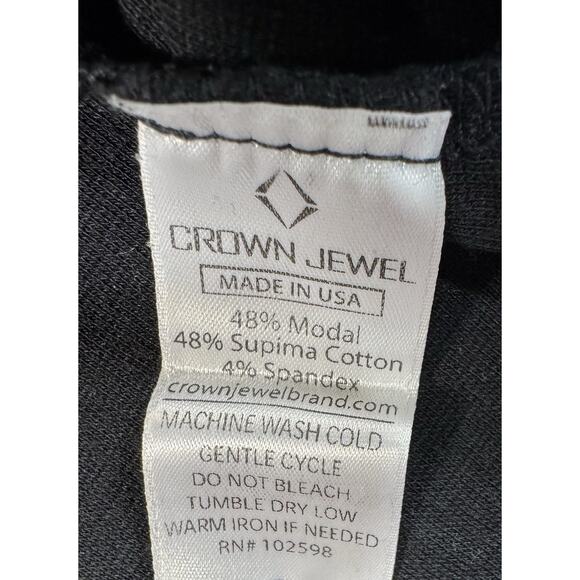 CROWN JEWEL
MADE IN USA
48% Modal
48% Supima Cotton
4% Spandex
crownjewelbrand.com
MACHINE WASH COLD
GENTLE CYCLE
DO NOT BLEACH
TUMBLE DRY LOW
WARM IRON IF NEEDED
RN# 102598